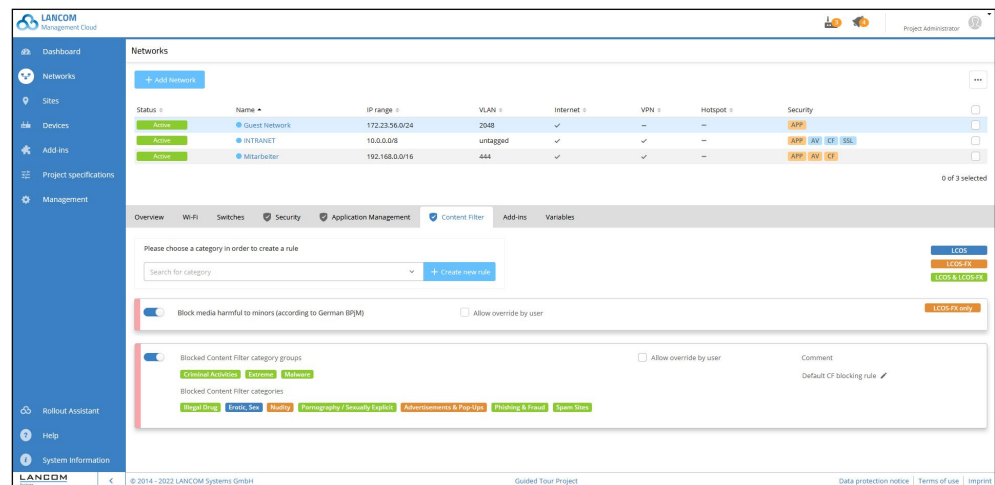 LANCOM
Management Cloud
3
Project Administrator
Dashboard
Networks
Sites
Devices
Add-ins
Project specifications
Management
Rollout Assistant
Help
System Information
LANCOM
Networks
+ Add Network
Status Name IP range VLAN Internet VPN Hotspot Security
Active Guest Network 172.23.56.0/24 2048 APP
Active INTRANET 10.0.0.0/8 untagged APP AV CF SSL
Active Mitarbeiter 192.168.0.0/16 444 APP AV CF
0 of 3 selected
Overview Wi-Fi Switches Security Application Management Content Filter Add-ins Variables
Please choose a category in order to create a rule
Search for category
+ Create new rule
LCOS
LCOS-FX
LCOS & LCOS-FX
Block media harmful to minors (according to German BPjM) Allow override by user LCOS-FX only
Blocked Content Filter category groups Allow override by user Comment
Criminal Activities Extreme Malware Default CF blocking rule
Blocked Content Filter categories
Illegal Drug Erotic, Sex Nudity Pornography / Sexually Explicit Advertisements & Pop-Ups Phishing & Fraud Spam Sites
© 2014 - 2022 LANCOM Systems GmbH Guided Tour Project Data protection notice | Terms of use | Imprint